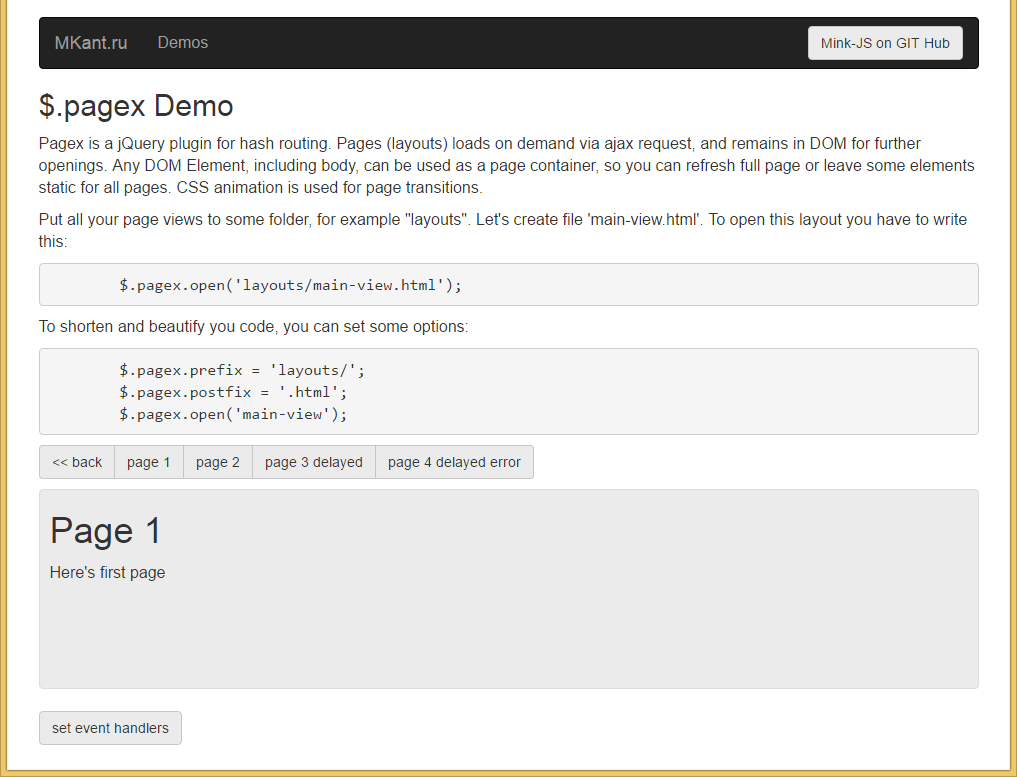 MKant.ru Demos Mink-JS on GIT Hub
$.pagex Demo
Pagex is a jQuery plugin for hash routing. Pages (layouts) loads on demand via ajax request, and remains in DOM for further
openings. Any DOM Element, including body, can be used as a page container, so you can refresh full page or leave some elements
static for all pages. CSS animation is used for page transitions.
Put all your page views to some folder, for example "layouts". Let's create file 'main-view.html'. To open this layout you have to write
this:
$.pagex.open('layouts/main-view.html');
To shorten and beautify you code, you can set some options:
$.pagex.prefix = 'layouts/';
$.pagex.postfix = '.html';
$.pagex.open('main-view');
<< back page 1 page 2 page 3 delayed page 4 delayed error
Page 1
Here's first page
set event handlers